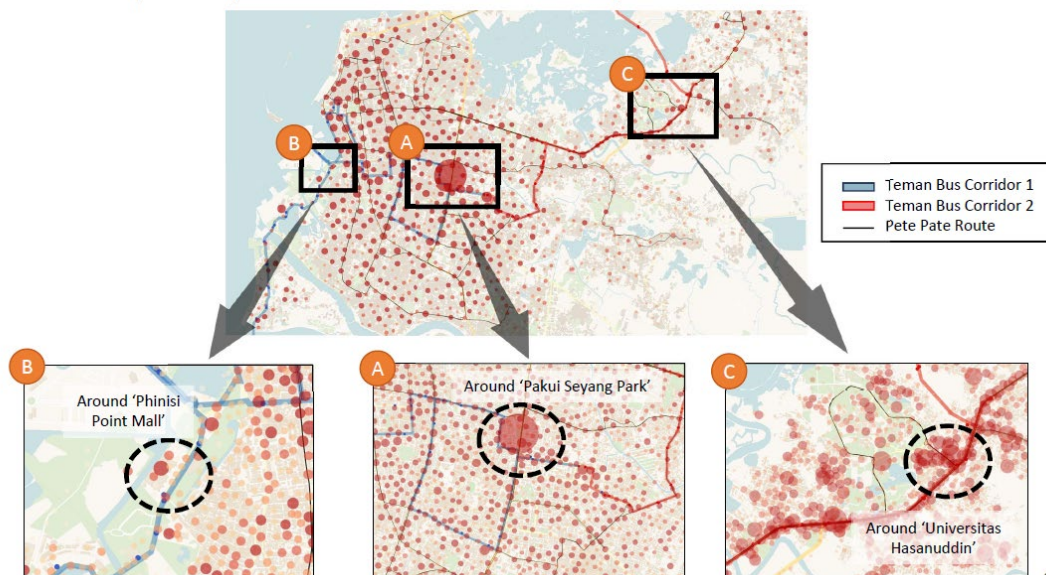 C
B
A
Teman Bus Corridor 1
Teman Bus Corridor 2
Pete Pate Route
B
Around ‘Phinisi
Point Mall’
A
Around ‘Pakui Seyang Park’
C
Around ‘Universitas
Hasanuddin’